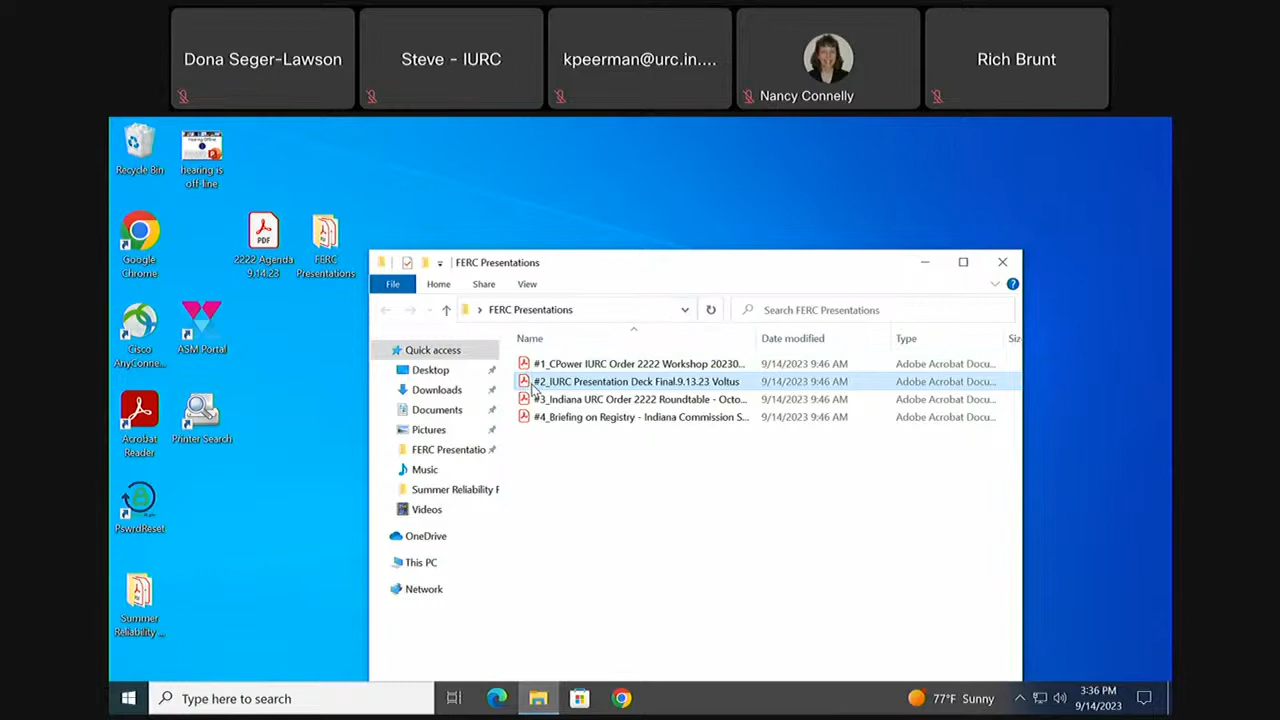 Dona Seger-Lawson
Steve - IURC
kpeerman@urc.in....
Nancy Connelly
Rich Brunt
Recycle Bin
hearing is
off-line
Google
Chrome
2222 Agenda
9.14.23
FERC
Presentations
Cisco
AnyConne...
ASM Portal
Acrobat
Reader
Printer Search
PswrdReset
Summer
Reliability ...
FERC Presentations
File
Home
Share
View
FERC Presentations
Search FERC Presentations
Name
Date modified
Type
Siz
Quick access
Desktop
Downloads
Documents
Pictures
FERC Presentatio
Music
Summer Reliability F
Videos
OneDrive
This PC
Network
#1_CPower IURC Order 2222 Workshop 20230... 9/14/2023 9:46 AM Adobe Acrobat Docu...
#2_IURC Presentation Deck Final.9.13.23 Voltus 9/14/2023 9:46 AM Adobe Acrobat Docu...
#3_Indiana URC Order 2222 Roundtable - Octo... 9/14/2023 9:46 AM Adobe Acrobat Docu...
#4_Briefing on Registry - Indiana Commission S... 9/14/2023 9:46 AM Adobe Acrobat Docu...
Type here to search
77°F Sunny
3:36 PM
9/14/2023